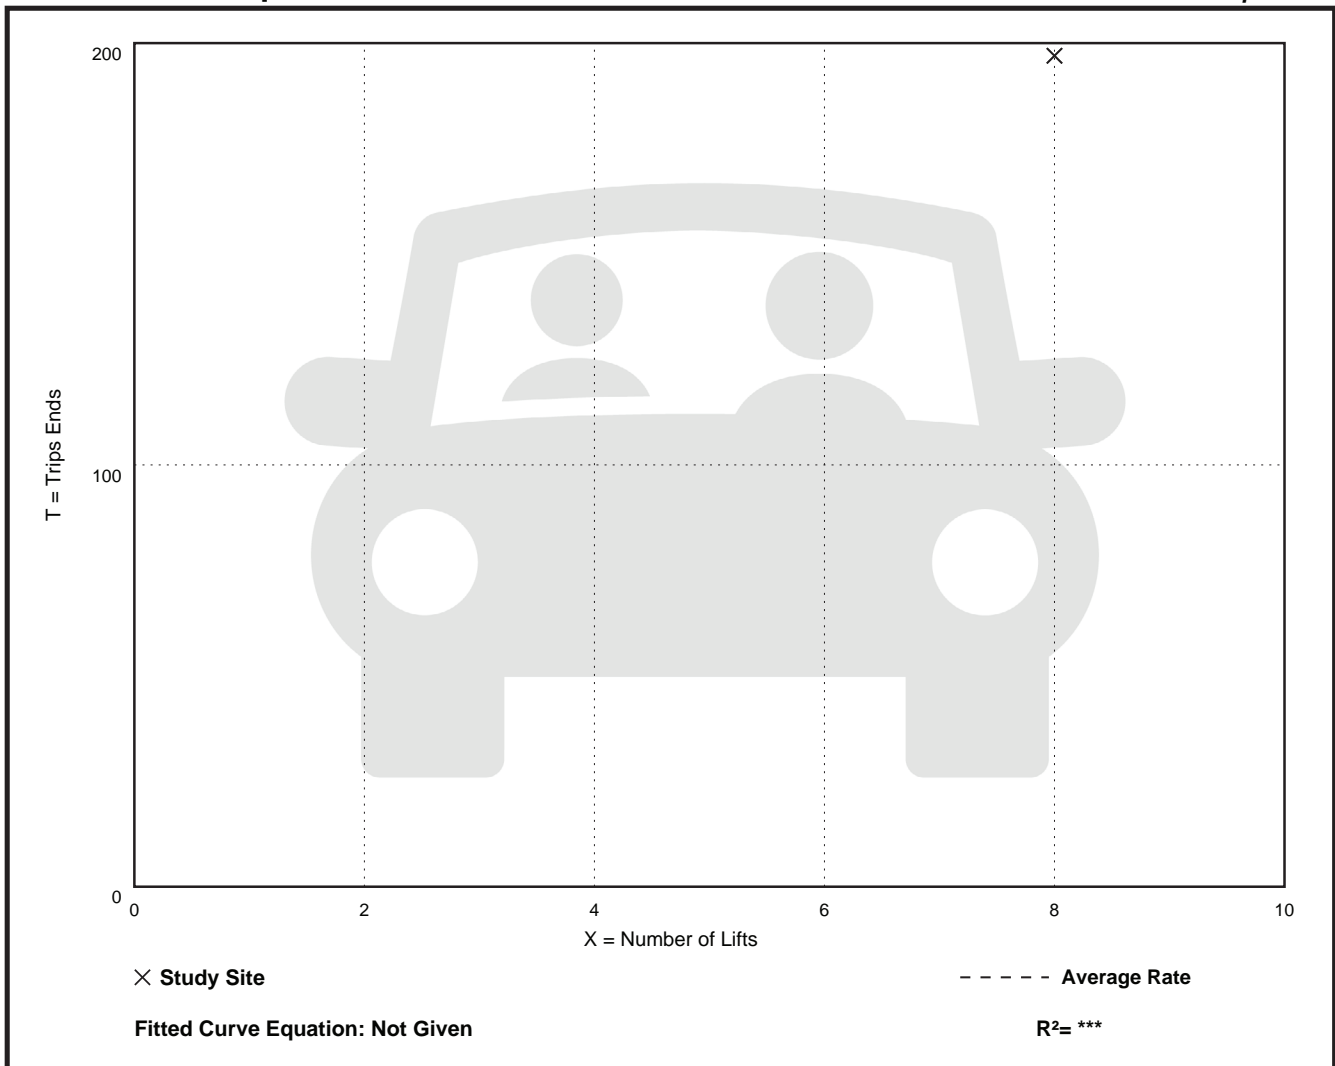 200
100
0
0 2 4 6 8 10
T = Trips Ends
X = Number of Lifts
Study Site
Average Rate
Fitted Curve Equation: Not Given
R²= ***